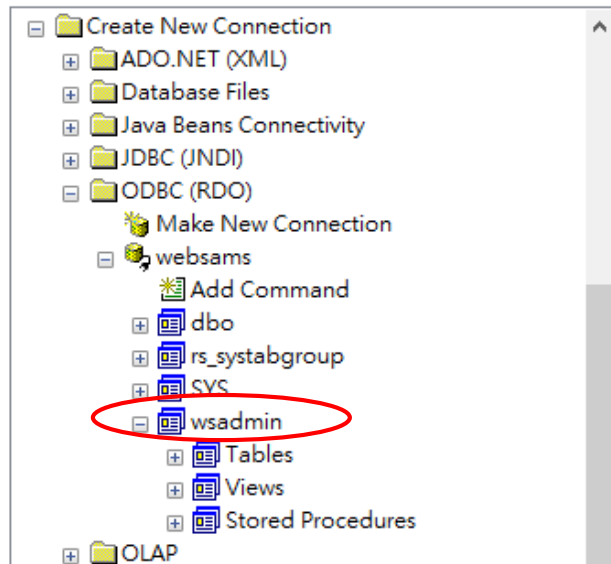 Create New Connection
ADO.NET (XML)
Database Files
Java Beans Connectivity
JDBC (JNDI)
ODBC (RDO)
Make New Connection
websams
Add Command
dbo
rs_systabgroup
SYS
wsadmin
Tables
Views
Stored Procedures
OLAP